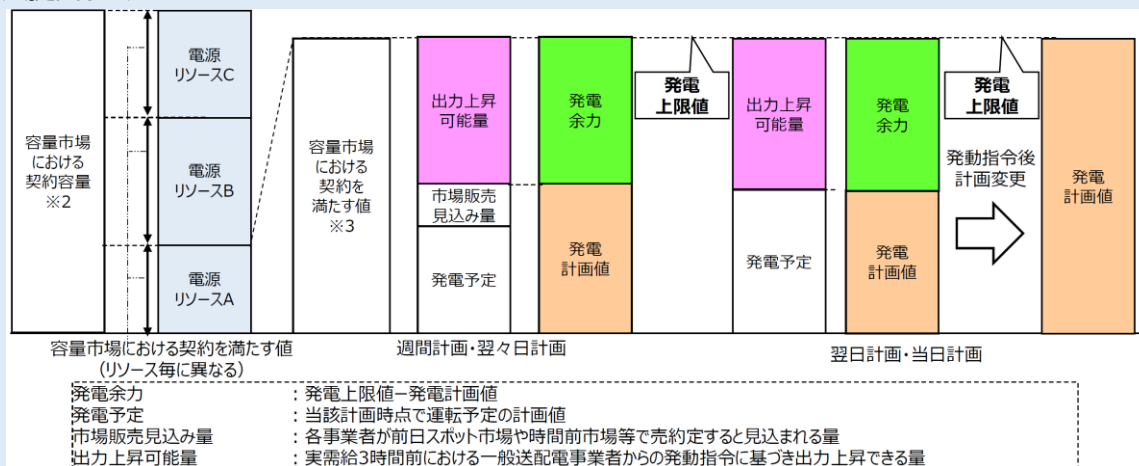 容量市場
における
契約容量
※2
電源
リソースC
電源
リソースB
電源
リソースA
容量市場
における
契約を
満たす値
※3
出力上昇
可能量
市場販売
見込み量
発電予定
発電
余力
発電
計画値
発電
上限値
出力上昇
可能量
発電予定
発電
余力
発電
計画値
発電
上限値
発動指令後
計画変更
発電
計画値
容量市場における契約を満たす値
(リソース毎に異なる)
週間計画・翌々日計画
翌日計画・当日計画
発電余力 : 発電上限値−発電計画値
発電予定 : 当該計画時点で運転予定の計画値
市場販売見込み量 : 各事業者が前日スポット市場や時間前市場等で売約定すると見込まれる量
出力上昇可能量 : 実需給3時間前における一般送配電事業者からの発動指令に基づき出力上昇できる量